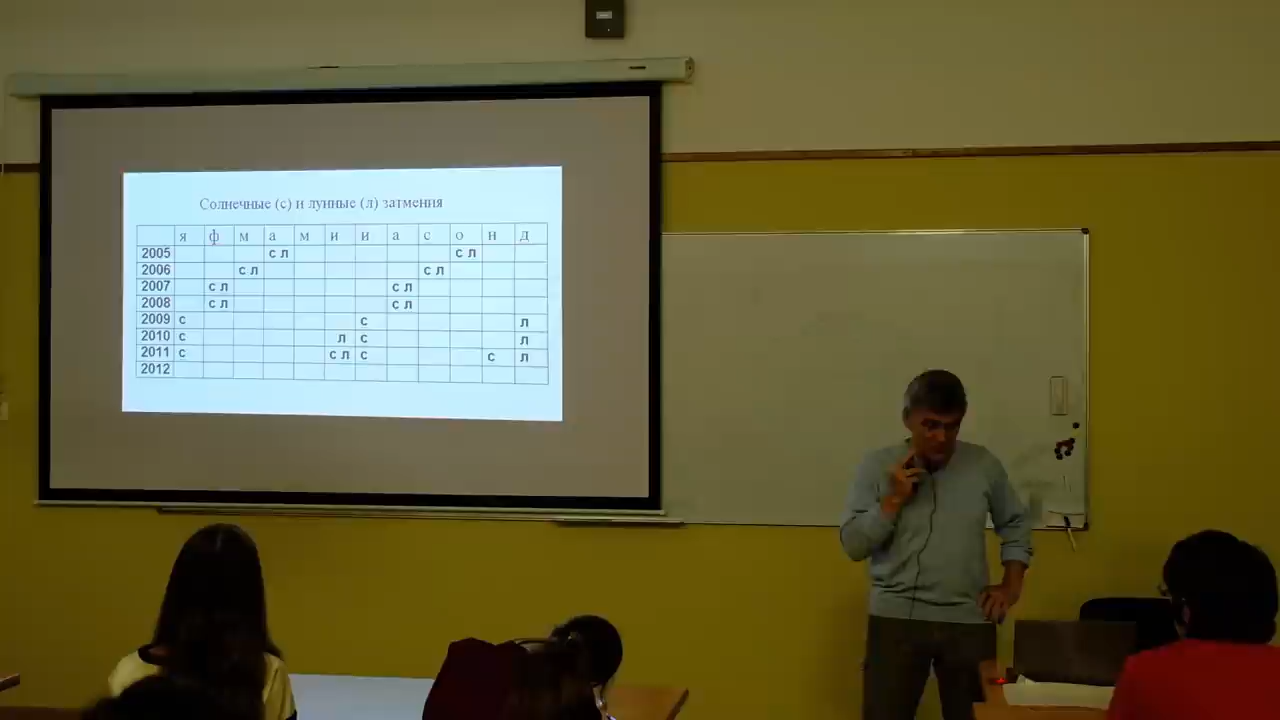 Солнечные (с) и лунные (л) затмения
я ф м а м и и а с о н д
2005 с л с л
2006 с л с л
2007 с л с л
2008 с л с л
2009 с с л
2010 с л с л
2011 с с л с с л
2012